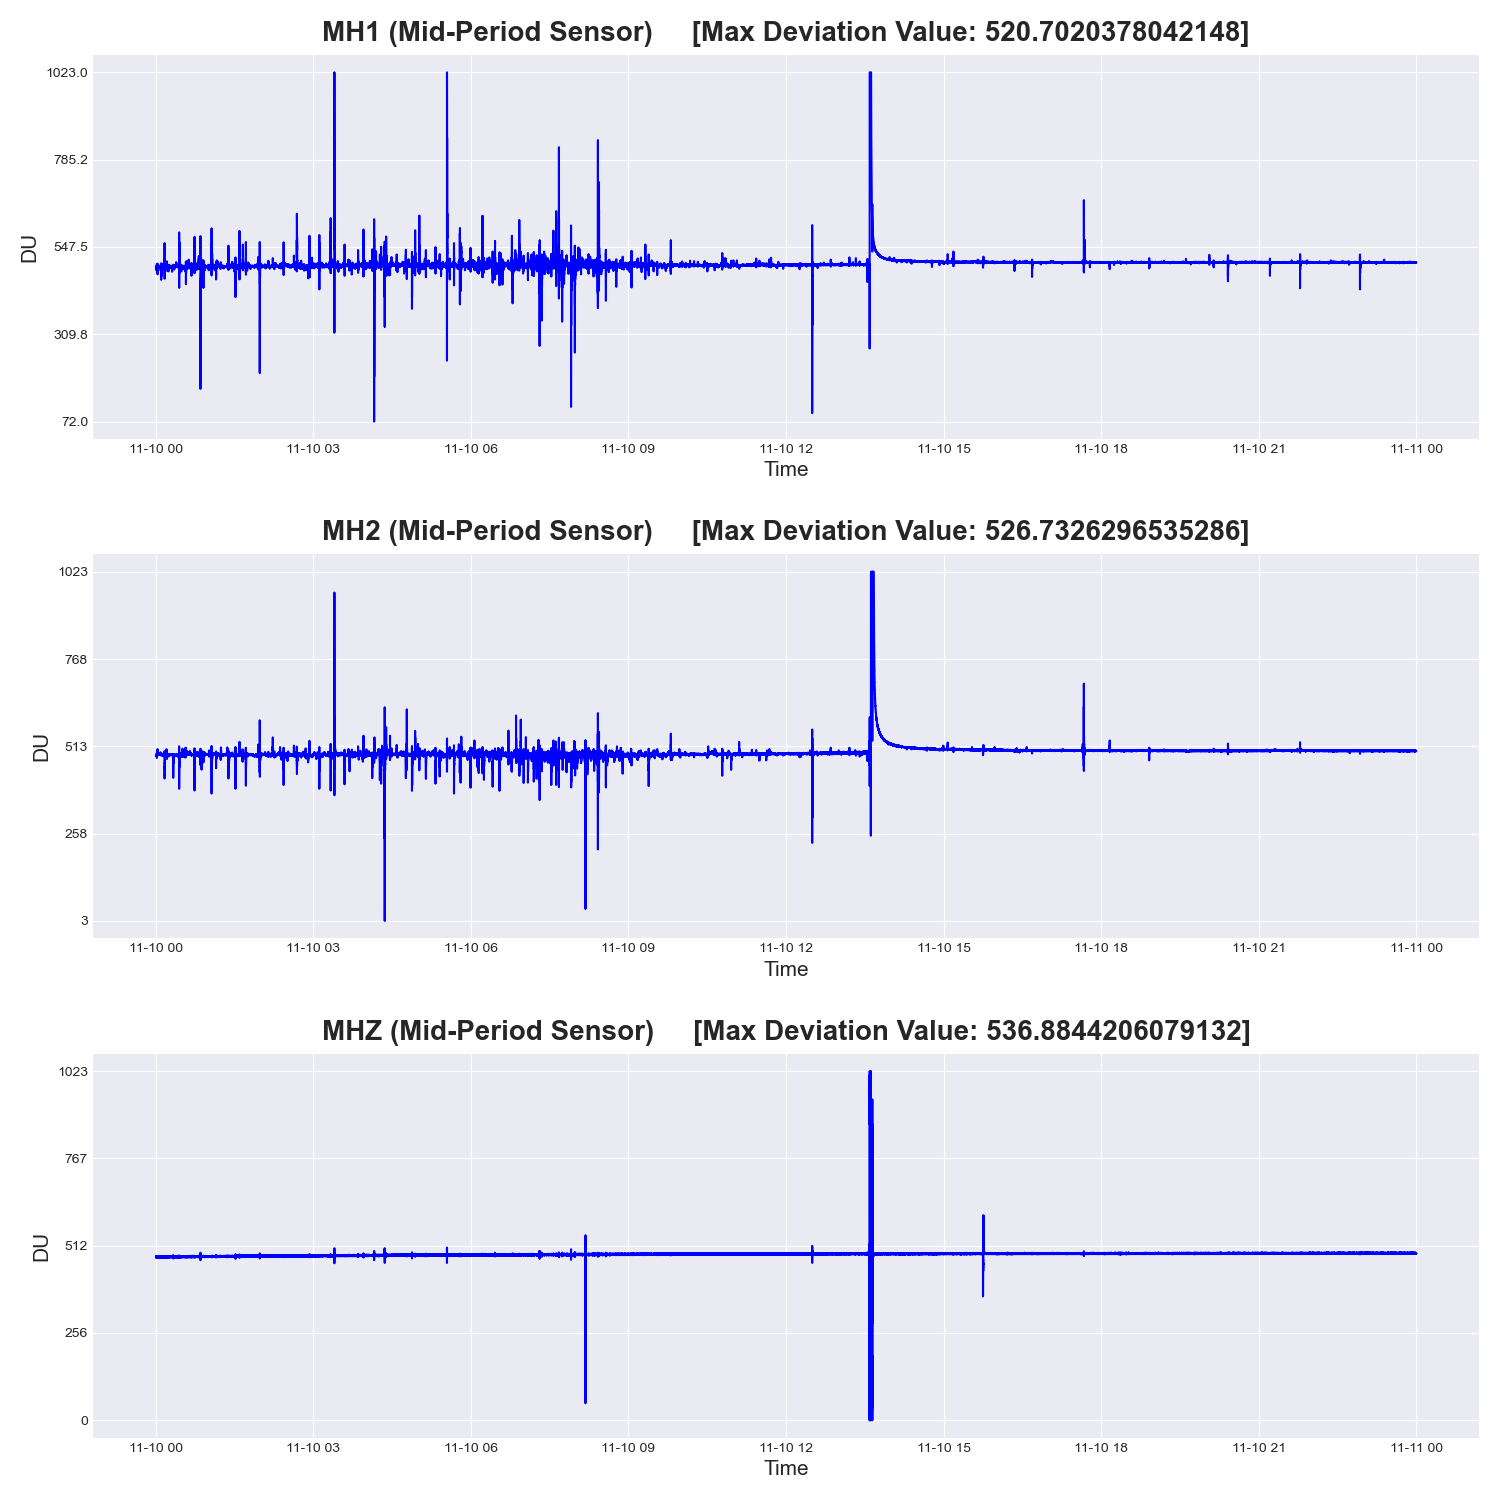 MH1 (Mid-Period Sensor) [Max Deviation Value: 520.7020378042148]
DU
1023.0
785.2
547.5
309.8
72.0
11-10 00 11-10 03 11-10 06 11-10 09 11-10 12 11-10 15 11-10 18 11-10 21 11-11 00
Time
MH2 (Mid-Period Sensor) [Max Deviation Value: 526.7326296535286]
DU
1023
768
513
258
3
11-10 00 11-10 03 11-10 06 11-10 09 11-10 12 11-10 15 11-10 18 11-10 21 11-11 00
Time
MHZ (Mid-Period Sensor) [Max Deviation Value: 536.8844206079132]
DU
1023
767
512
256
0
11-10 00 11-10 03 11-10 06 11-10 09 11-10 12 11-10 15 11-10 18 11-10 21 11-11 00
Time